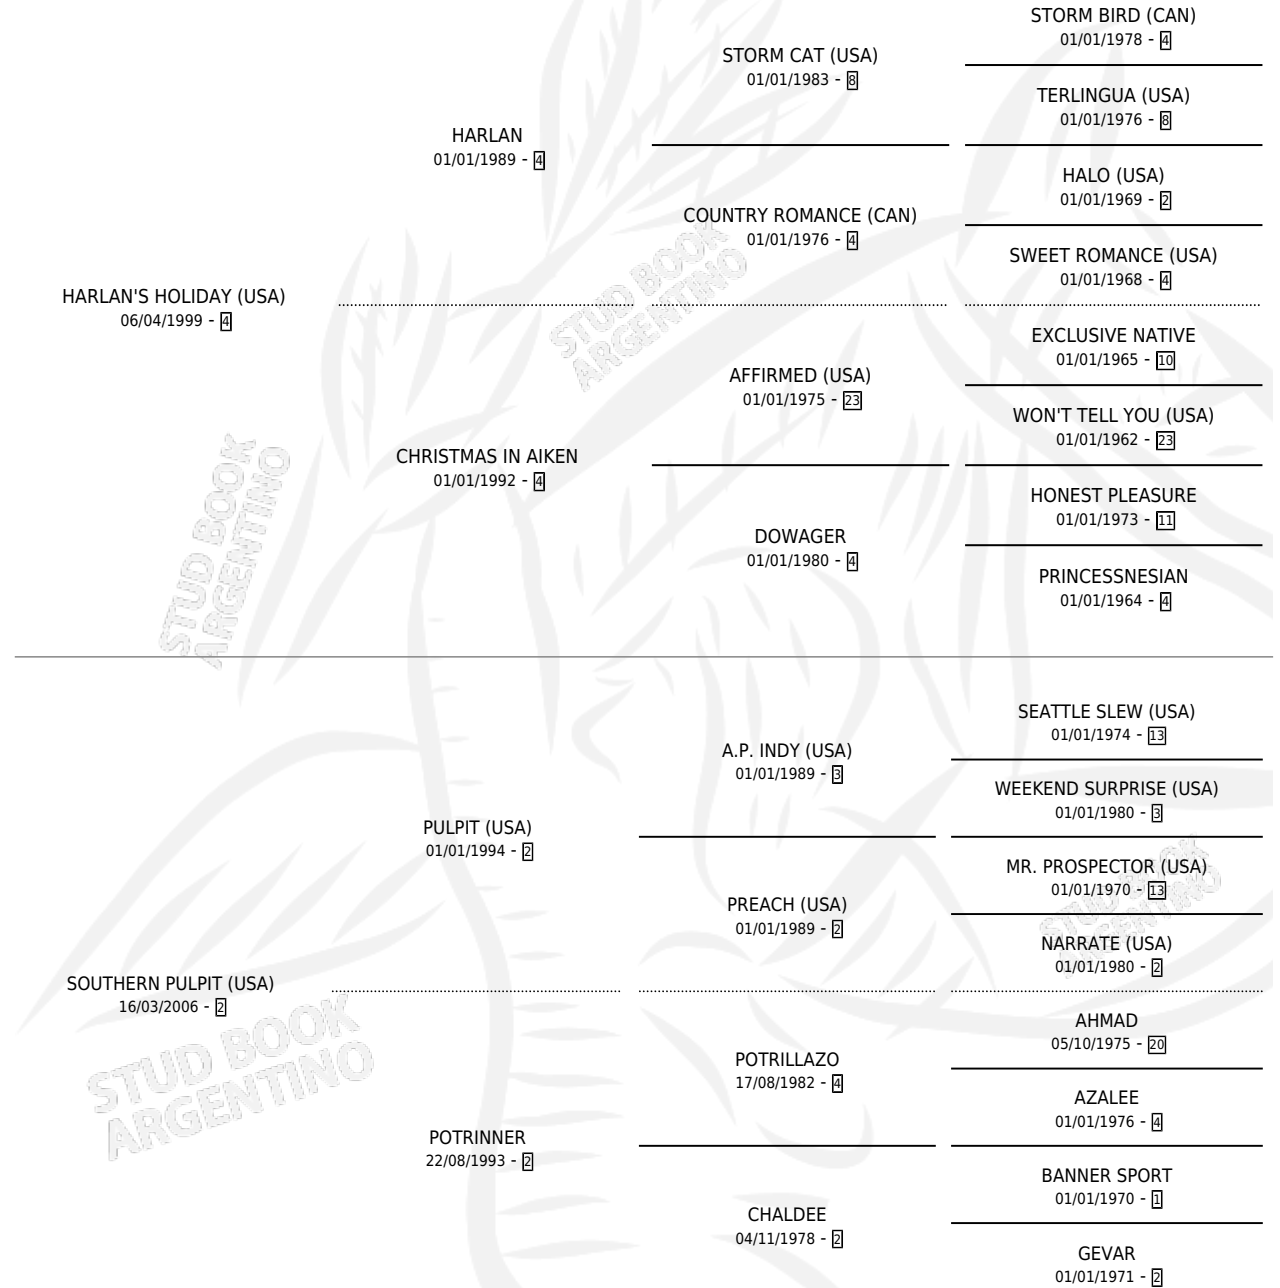 STORM BIRD (CAN)
01/01/1978 - 4
STORM CAT (USA)
01/01/1983 - 8
TERLINGUA (USA)
01/01/1976 - 8
HARLAN
01/01/1989 - 4
HALO (USA)
01/01/1969 - 2
COUNTRY ROMANCE (CAN)
01/01/1976 - 4
SWEET ROMANCE (USA)
01/01/1968 - 4
HARLAN'S HOLIDAY (USA)
06/04/1999 - 4
EXCLUSIVE NATIVE
01/01/1965 - 10
AFFIRMED (USA)
01/01/1975 - 23
WON'T TELL YOU (USA)
01/01/1962 - 23
CHRISTMAS IN AIKEN
01/01/1992 - 4
HONEST PLEASURE
01/01/1973 - 11
DOWAGER
01/01/1980 - 4
PRINCESSNESIAN
01/01/1964 - 4
SEATTLE SLEW (USA)
01/01/1974 - 13
A.P. INDY (USA)
01/01/1989 - 3
WEEKEND SURPRISE (USA)
01/01/1980 - 3
PULPIT (USA)
01/01/1994 - 2
MR. PROSPECTOR (USA)
01/01/1970 - 13
PREACH (USA)
01/01/1989 - 2
NARRATE (USA)
01/01/1980 - 2
SOUTHERN PULPIT (USA)
16/03/2006 - 2
AHMAD
05/10/1975 - 20
POTRILLAZO
17/08/1982 - 4
AZALEE
01/01/1976 - 4
POTRINNER
22/08/1993 - 2
BANNER SPORT
01/01/1970 - 1
CHALDEE
04/11/1978 - 2
GEVAR
01/01/1971 - 2
STUD BOOK
ARGENTINO
STUD BOOK
ARGENTINO
STUD BOOK
ARGENTINO
STUD BOOK
ARGENTINO